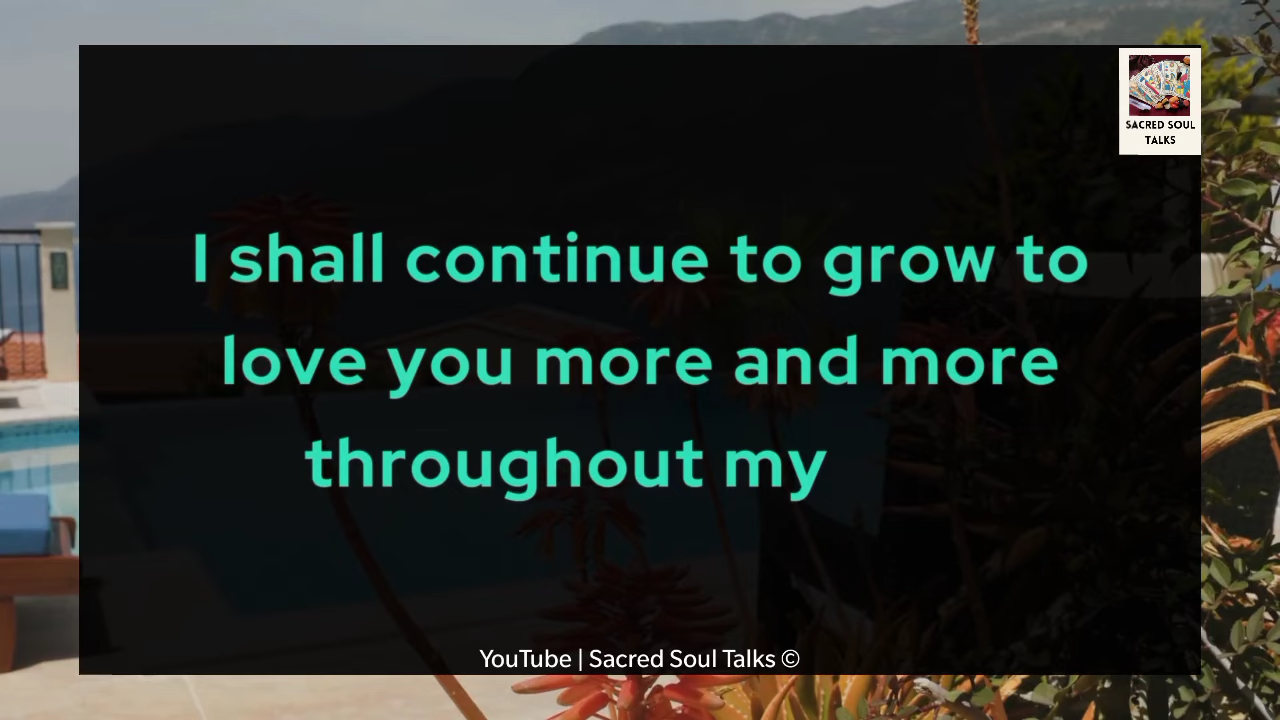 SACRED SOUL
TALKS
I shall continue to grow to
love you more and more
throughout my
YouTube | Sacred Soul Talks ©